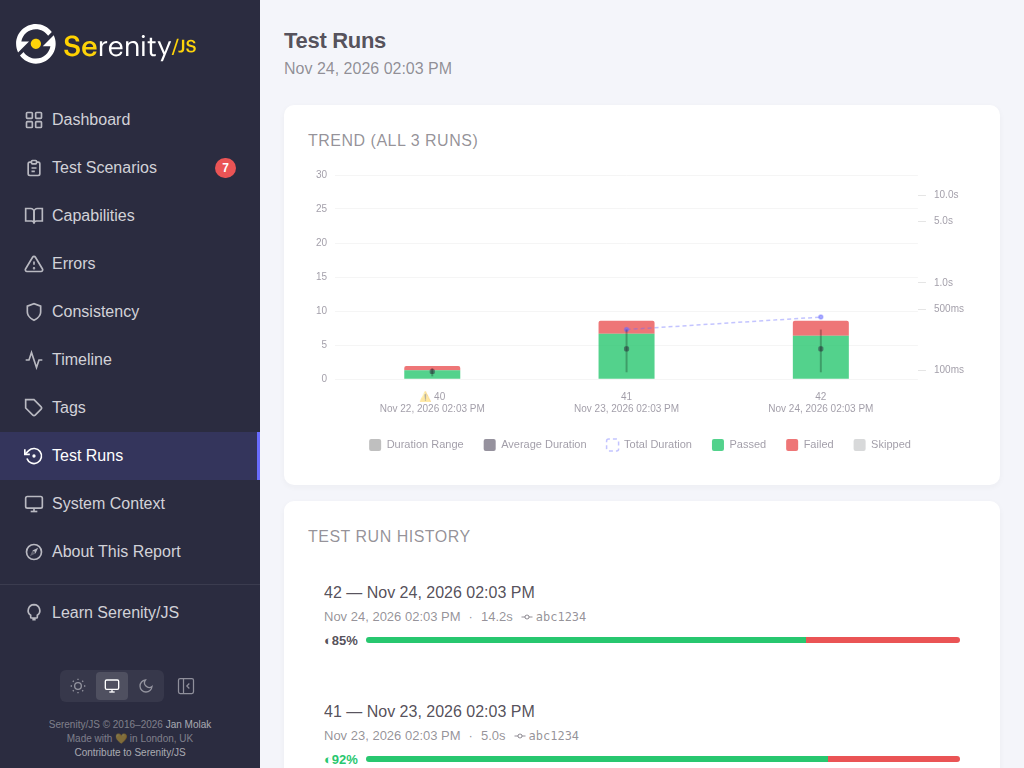 Serenity/JS
Dashboard
Test Scenarios 7
Capabilities
Errors
Consistency
Timeline
Tags
Test Runs
System Context
About This Report
Learn Serenity/JS
Serenity/JS © 2016–2026 Jan Molak
Made with 💛 in London, UK
Contribute to Serenity/JS
Test Runs
Nov 24, 2026 02:03 PM
TREND (ALL 3 RUNS)
30
25
20
15
10
5
0
10.0s
5.0s
1.0s
500ms
100ms
⚠️ 40
Nov 22, 2026 02:03 PM
41
Nov 23, 2026 02:03 PM
42
Nov 24, 2026 02:03 PM
Duration Range Average Duration Total Duration Passed Failed Skipped
TEST RUN HISTORY
42 — Nov 24, 2026 02:03 PM
Nov 24, 2026 02:03 PM · 14.2s abc1234
85%
41 — Nov 23, 2026 02:03 PM
Nov 23, 2026 02:03 PM · 5.0s abc1234
92%